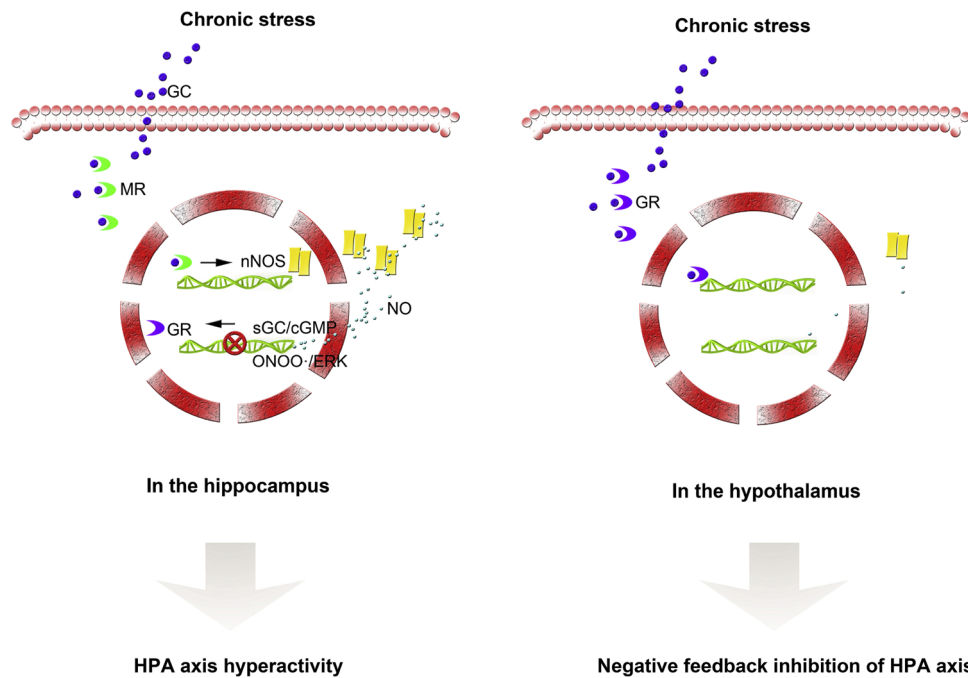 Chronic stress
GC
MR
nNOS
GR
sGC/cGMP
ONOO·/ERK
NO
In the hippocampus
HPA axis hyperactivity
Chronic stress
GR
In the hypothalamus
Negative feedback inhibition of HPA axis